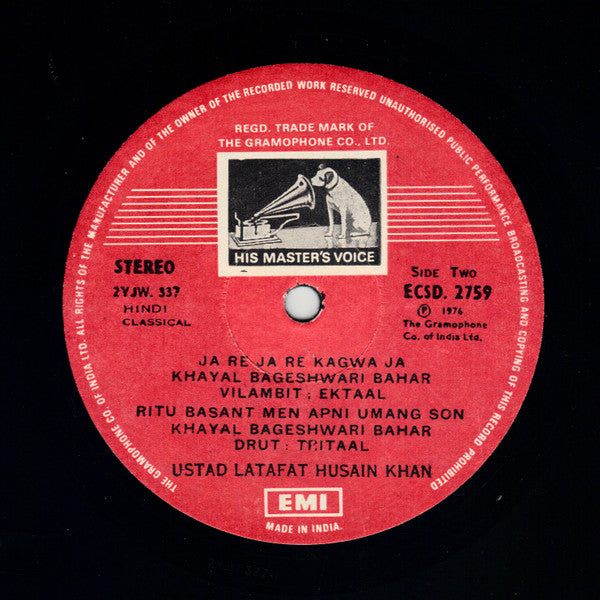 THE GRAMOPHONE CO. OF INDIA LTD. ALL RIGHTS OF THE MANUFACTURER AND OF THE OWNER OF THE RECORDED WORK RESERVED UNAUTHORISED PUBLIC PERFORMANCE BROADCASTING AND COPYING OF THIS RECORD PROHIBITED
REGD. TRADE MARK OF
THE GRAMOPHONE CO., LTD.
HIS MASTER'S VOICE
STEREO
2YJW. 337
HINDI
CLASSICAL
SIDE TWO
ECSD. 2759
Ⓟ 1976
The Gramophone
Co. of India Ltd.
JA RE JA RE KAGWA JA
KHAYAL BAGESHWARI BAHAR
VILAMBIT : EKTAAL
RITU BASANT MEN APNI UMANG SON
KHAYAL BAGESHWARI BAHAR
DRUT : TRITAAL
USTAD LATAFAT HUSAIN KHAN
EMI
MADE IN INDIA.